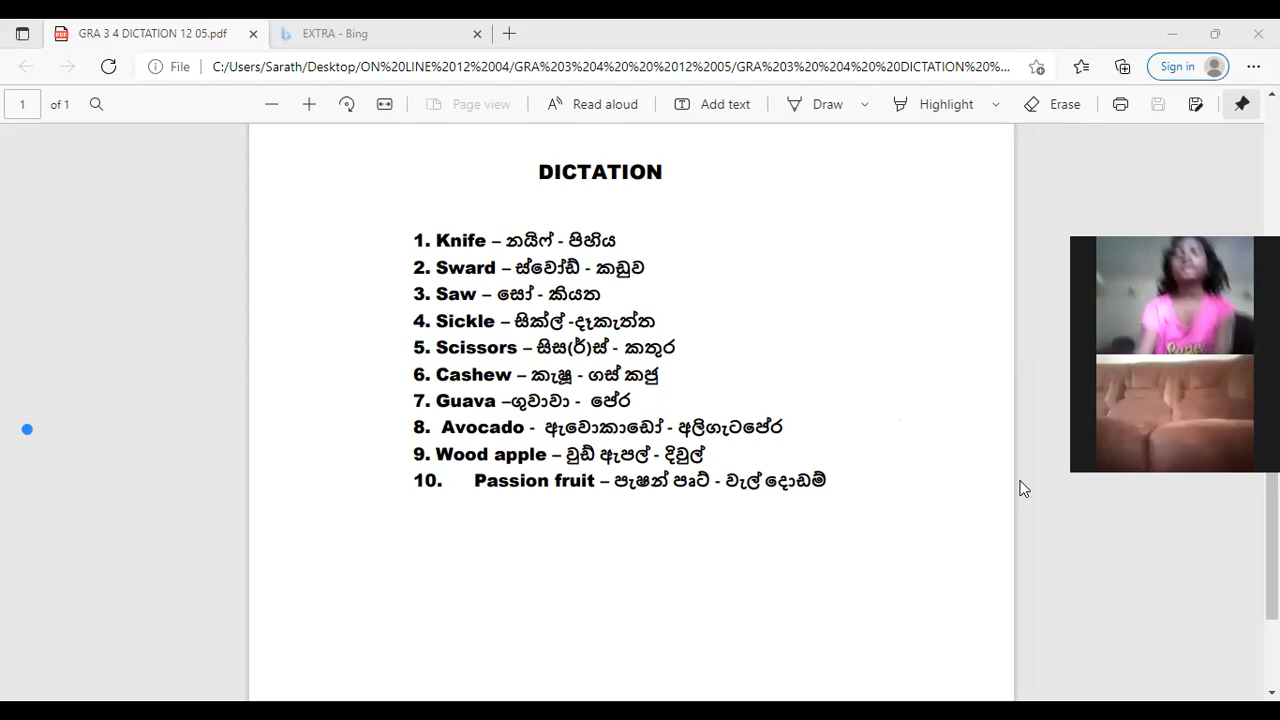 GRA 3 4 DICTATION 12 05.pdf
EXTRA - Bing
File
C:/Users/Sarath/Desktop/ON%20LINE%2012%2004/GRA%203%204%20%20%2012%2005/GRA%203%20%204%20%20%20DICTATION%20%...
Sign in
1 of 1
Page view
Read aloud
Add text
Draw
Highlight
Erase
DICTATION
1. Knife – නයිෆ් - පිහිය
2. Sward – ස්වෝඩ් - කඩුව
3. Saw – සෝ - කියත
4. Sickle – සික්ල් -දෑකැත්ත
5. Scissors – සිස(ර්)ස් - කතුර
6. Cashew – කැෂූ - ගස් කජු
7. Guava –ගුවාවා - පේර
8. Avocado - ඇවොකාඩෝ - අලිගැටපේර
9. Wood apple – වුඩ් ඇපල් - දිවුල්
10. Passion fruit – පැෂන් පෘට් - වැල් දොඩම්